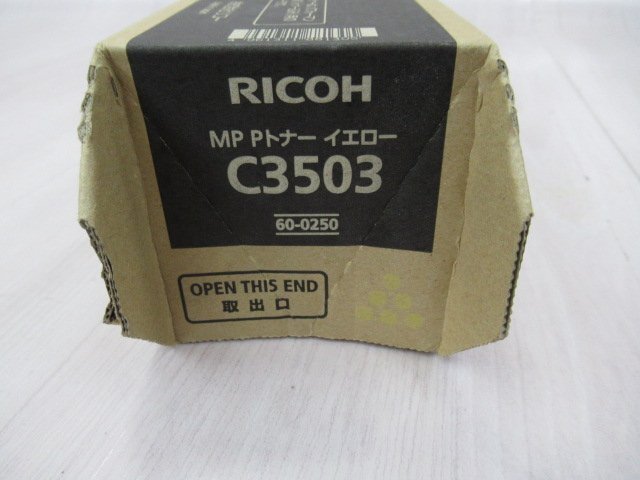 RICOH
MP Pトナー イエロー
C3503
60-0250
OPEN THIS END
取出口